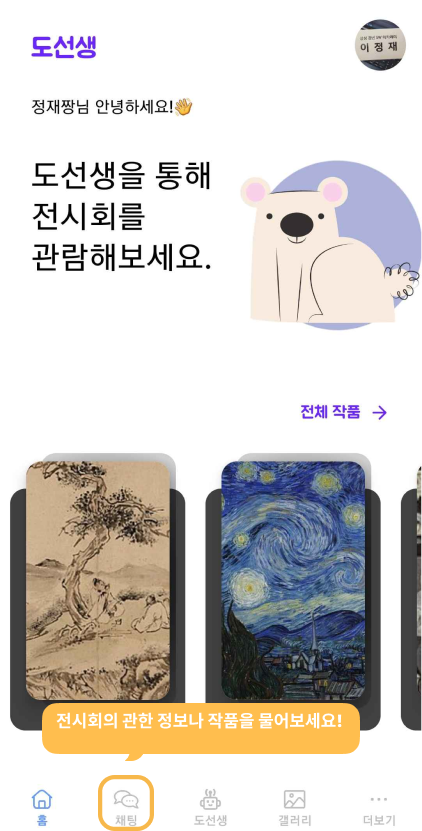 도선생
이 정 재
정재짱님 안녕하세요!👋
도선생을 통해
전시회를
관람해보세요.
전체 작품 →
전시회의 관한 정보나 작품을 물어보세요!
홈
채팅
도선생
갤러리
더보기